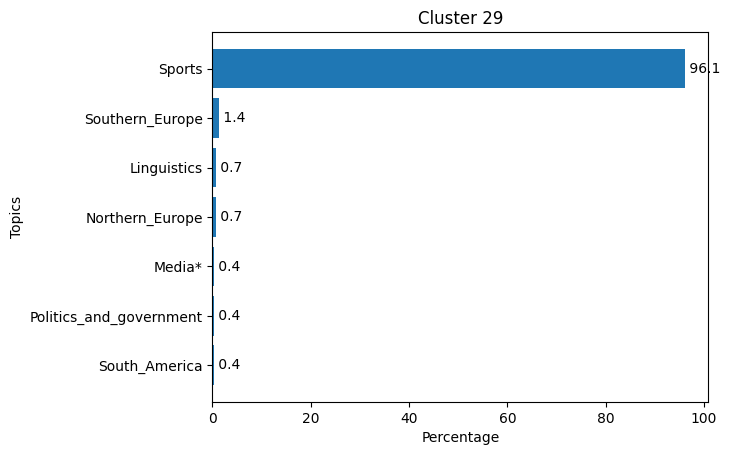 Cluster 29
Topics
Sports 96.1
Southern_Europe 1.4
Linguistics 0.7
Northern_Europe 0.7
Media* 0.4
Politics_and_government 0.4
South_America 0.4
0 20 40 60 80 100
Percentage